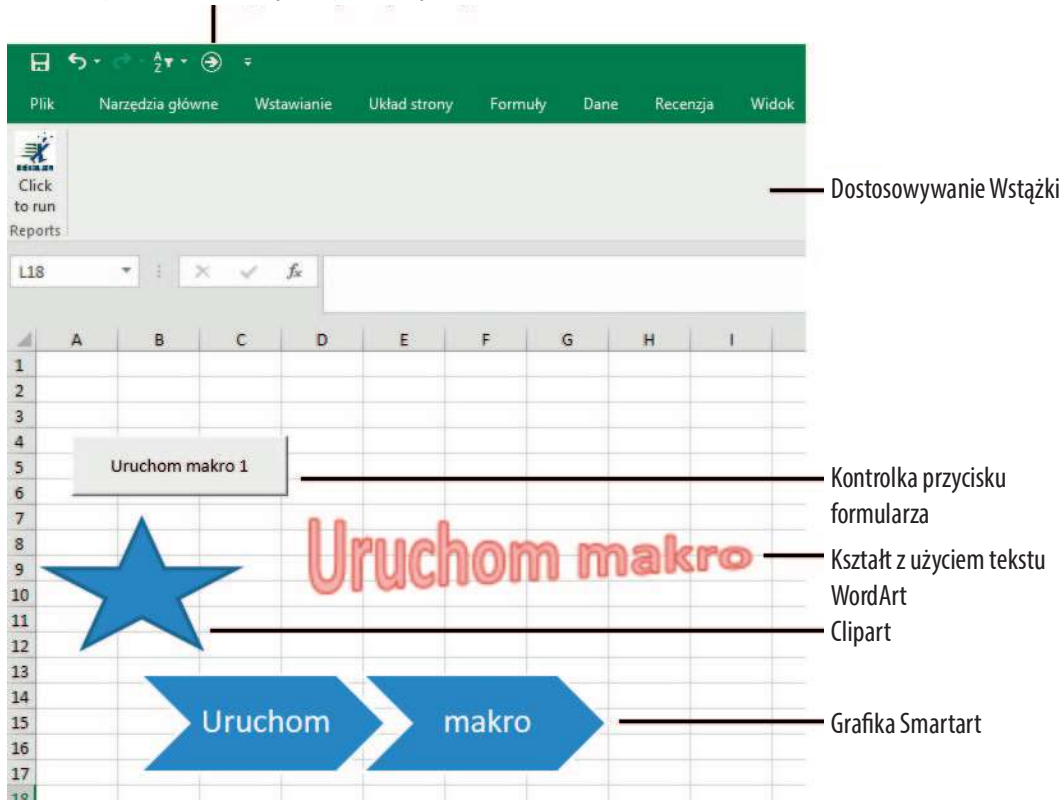 Plik Narzędzia główne Wstawianie Układ strony Formuły Dane Recenzja Widok
Click
to run
Reports
Dostosowywanie Wstążki
L18 fx
A B C D E F G H I
1
2
3
4
5
6
7
8
9
10
11
12
13
14
15
16
17
18
Uruchom makro 1
Kontrolka przycisku
formularza
Uruchom makro
Kształt z użyciem tekstu
WordArt
Clipart
Uruchom makro
Grafika Smartart